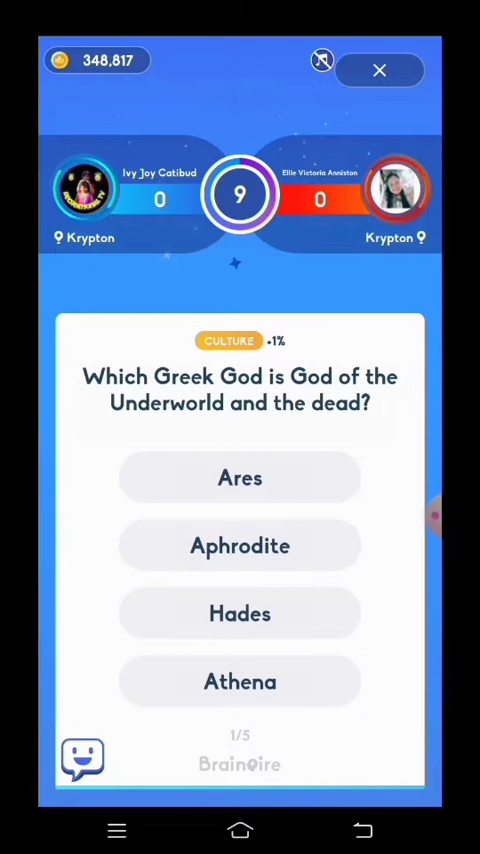 348,817
Ivy Joy Catibud
Ellie Victoria Anniston
0
9
0
Krypton
Krypton
CULTURE +1%
Which Greek God is God of the
Underworld and the dead?
Ares
Aphrodite
Hades
Athena
1/5
Brainfire